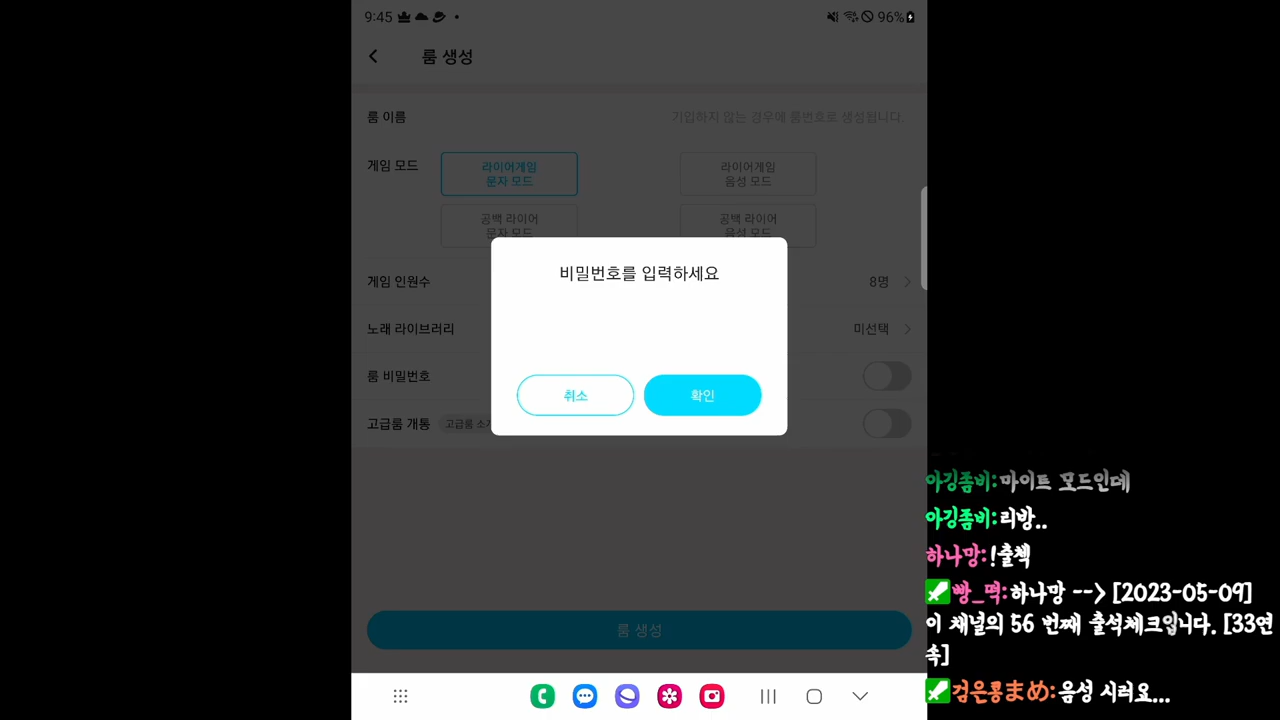 9:45
96%
룸 생성
룸 이름
기입하지 않는 경우에 룸번호로 생성됩니다.
게임 모드
라이어게임
문자 모드
라이어게임
음성 모드
공백 라이어
문자 모드
공백 라이어
음성 모드
비밀번호를 입력하세요
게임 인원수
8명
노래 라이브러리
미선택
룸 비밀번호
취소
확인
고급룸 개통
고급룸 소개
룸 생성
아깅좀비:마이트 모드인데
아깅좀비:리방..
하나망:!출첵
빵_떡:하나망 --> [2023-05-09]
이 채널의 56 번째 출석체크입니다. [33연
속]
검은콩まめ:음성 시러요...